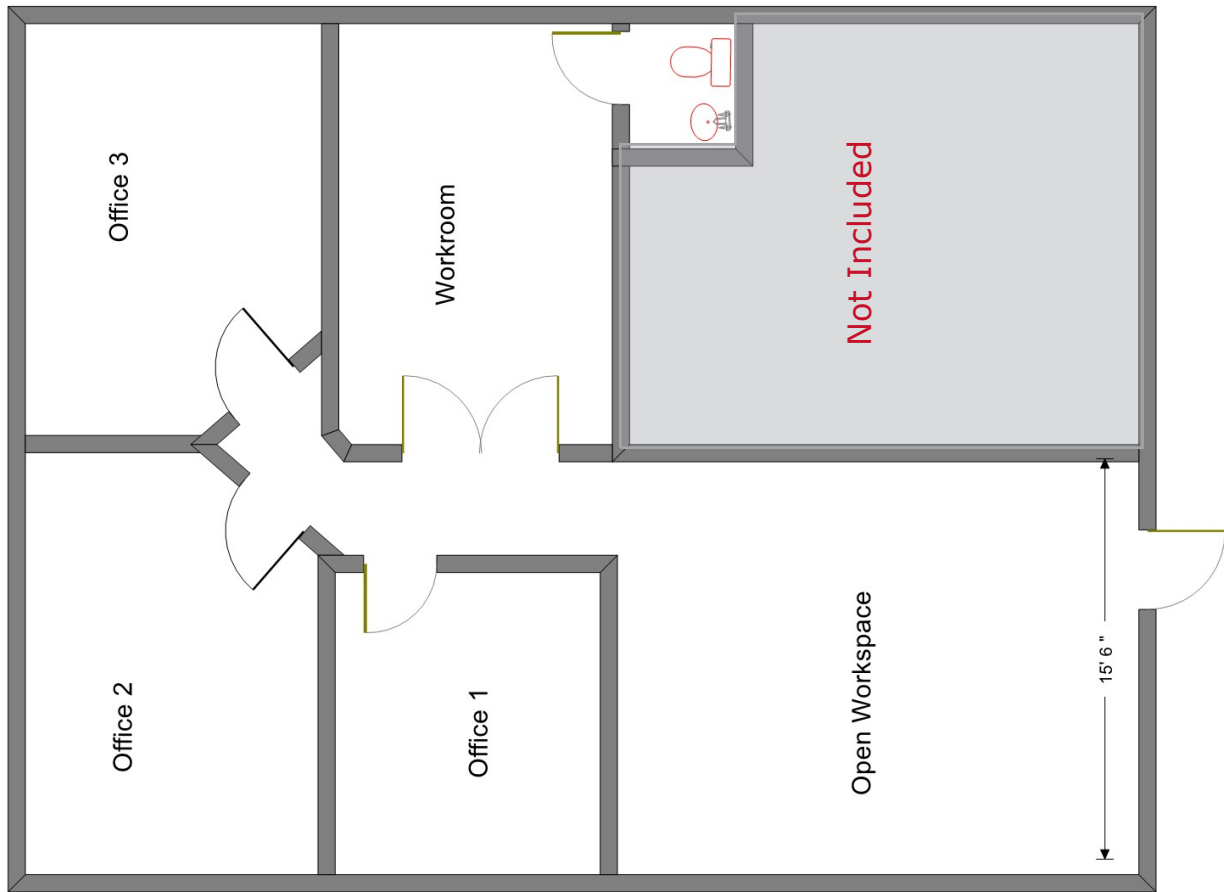 Office 3
Workroom
Not Included
Office 2
Office 1
Open Workspace
15' 6 "